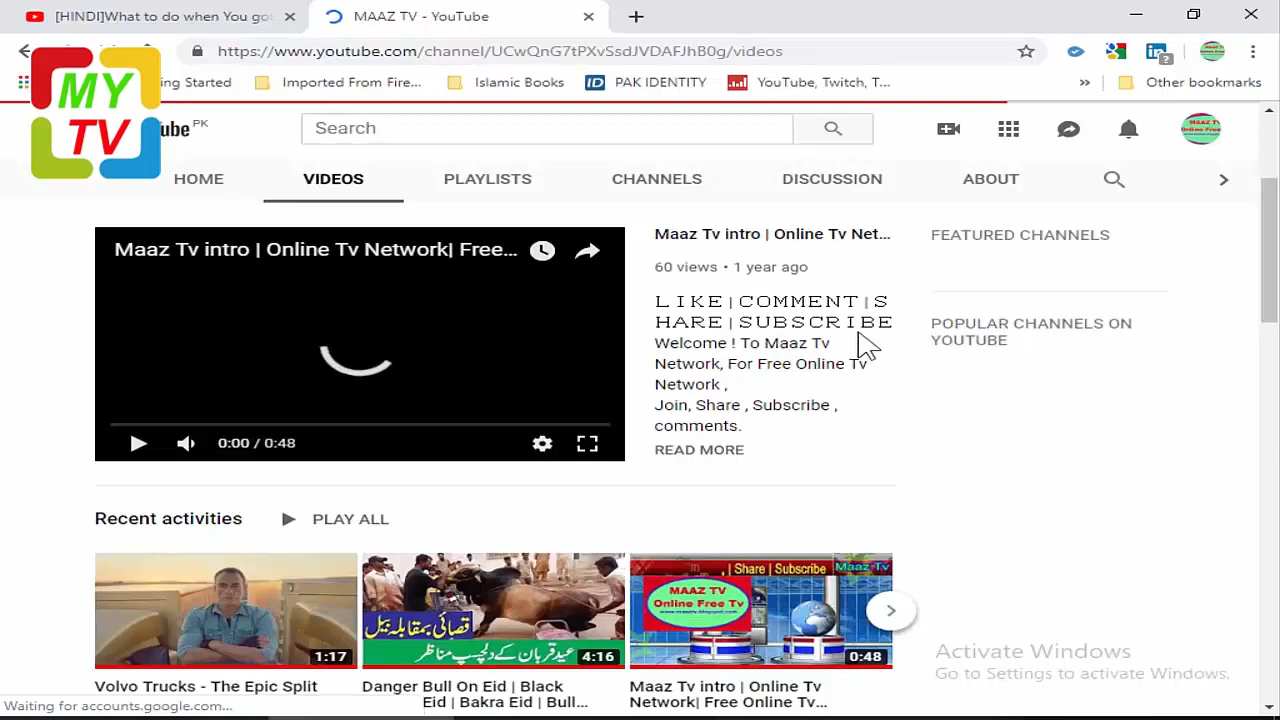 [HINDI]What to do when You got
MAAZ TV - YouTube
https://www.youtube.com/channel/UCwQnG7tPXvSsdJVDAFJhB0g/videos
MY
TV
ing Started
Imported From Fire...
Islamic Books
ID
PAK IDENTITY
YouTube, Twitch, T...
»
Other bookmarks
Tube PK
Search
HOME
VIDEOS
PLAYLISTS
CHANNELS
DISCUSSION
ABOUT
Maaz Tv intro | Online Tv Network| Free...
0:00 / 0:48
Maaz Tv intro | Online Tv Net...
60 views • 1 year ago
LIKE|COMMENT|S
HARE|SUBSCRIBE
Welcome ! To Maaz Tv
Network, For Free Online Tv
Network ,
Join, Share , Subscribe ,
comments.
READ MORE
FEATURED CHANNELS
POPULAR CHANNELS ON
YOUTUBE
Recent activities
PLAY ALL
1:17
قصائی بمقابلہ بیل
عید قربان کے دلچسپ مناظر
4:16
, | Share | Subscribe
Maaz Tv
MAAZ TV
Online Free Tv
0:48
Volvo Trucks - The Epic Split
Danger Bull On Eid | Black
Eid | Bakra Eid | Bull...
Maaz Tv intro | Online Tv
Network| Free Online Tv...
Activate Windows
Go to Settings to activate Windows.
Waiting for accounts.google.com...